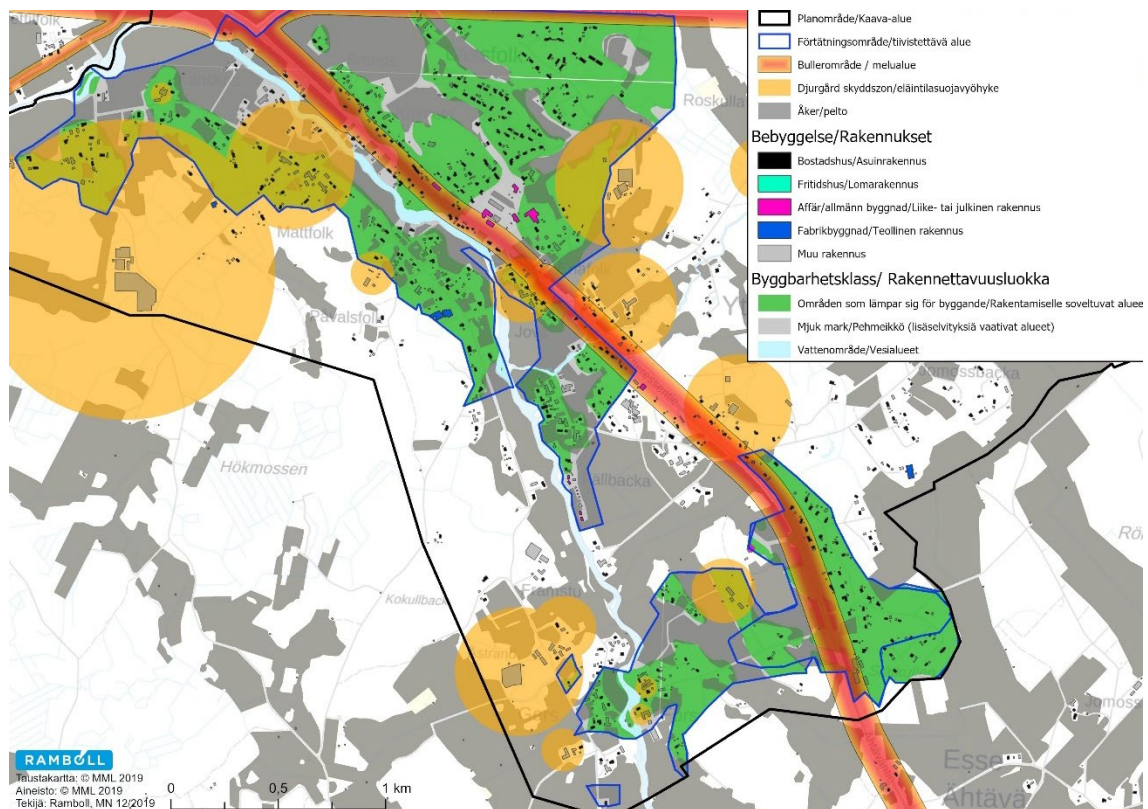 Planområde/Kaava-alue
Förtätningsområde/tiivistettävä alue
Bullerområde / melualue
Djurgård skyddszon/eläintilasuojavyöhyke
Åker/pelto
Bebyggelse/Rakennukset
Bostadshus/Asuinrakennus
Fritidshus/Lomarakennus
Affär/allmänn byggnad/Liike- tai julkinen rakennus
Fabrikbyggnad/Teollinen rakennus
Muu rakennus
Byggbarhetsklass/ Rakennettavuusluokka
Områden som lämpar sig för byggande/Rakentamiselle soveltuvat aluee
Mjuk mark/Pehmeikkö (lisäselvityksiä vaativat alueet)
Vattenområde/Vesialueet
Mattfolk
Pavalsfolk
Jomossbacka
Hökmossen
Kokullback
Framstu
Esse
Ähtävä
RAMBOLL
Taustakartta: © MML 2019
Aineisto: © MML 2019
Tekijä: Ramboll, MN 12/2019
0 0,5 1 km